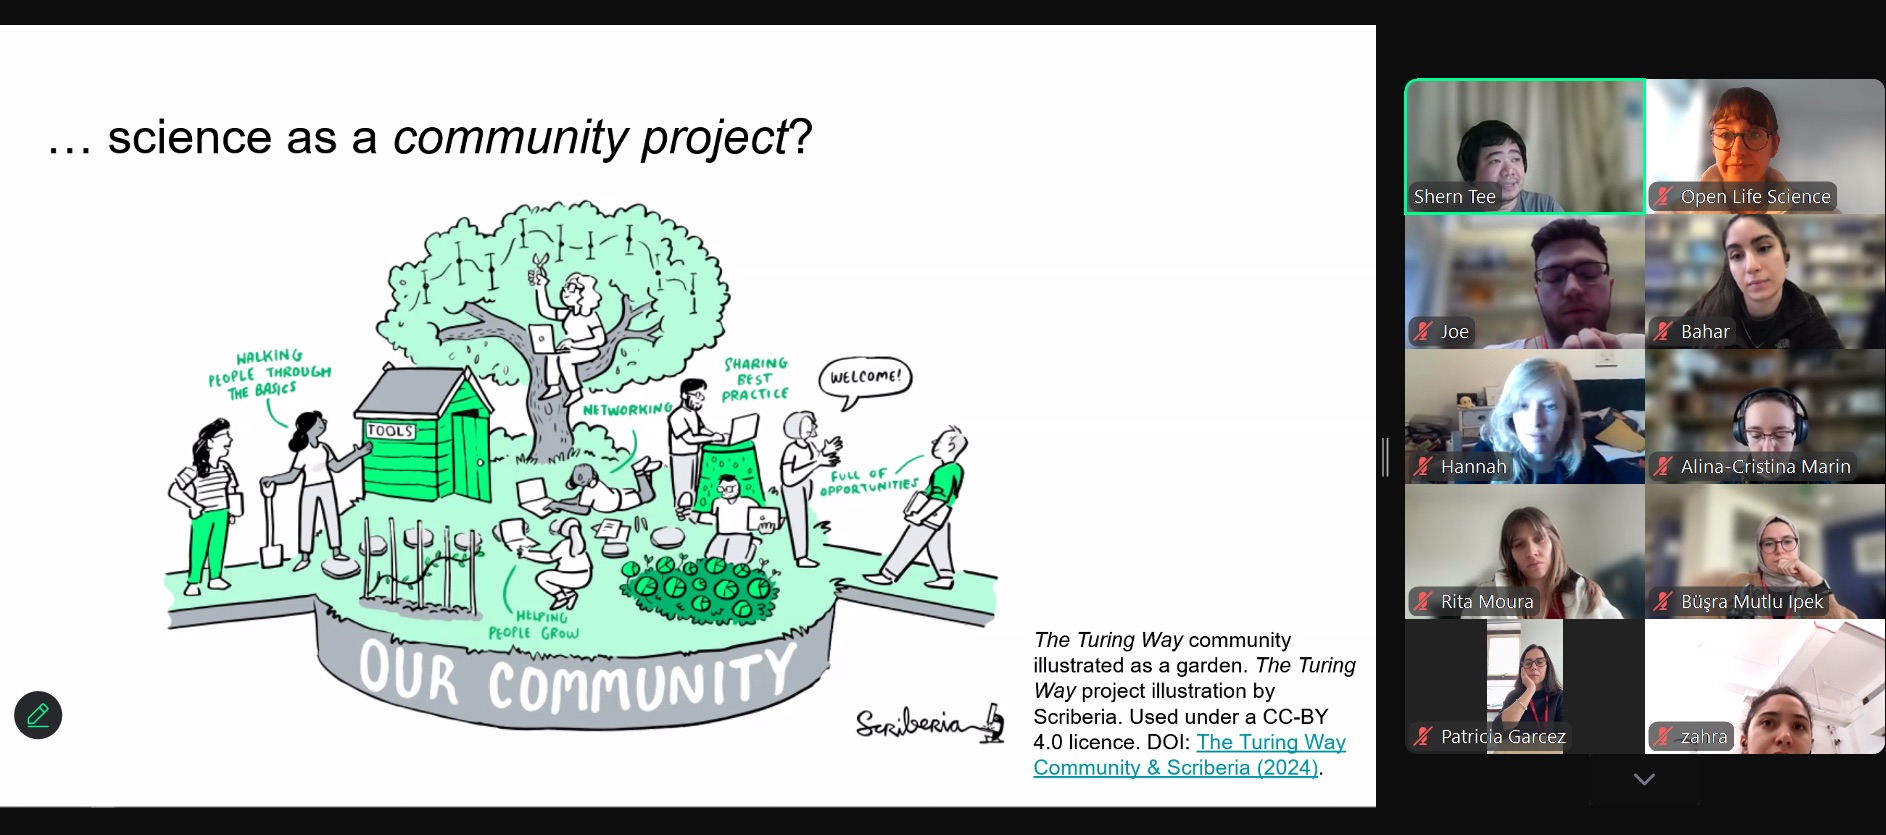 … science as a community project?
WALKING
PEOPLE THROUGH
THE BASICS
TOOLS
NETWORKING
SHARING
BEST
PRACTICE
WELCOME!
FULL OF
OPPORTUNITIES
HELPING
PEOPLE GROW
OUR COMMUNITY
Scriberia
The Turing Way community
illustrated as a garden. The Turing
Way project illustration by
Scriberia. Used under a CC-BY
4.0 licence. DOI: The Turing Way
Community & Scriberia (2024).
Shern Tee
Open Life Science
Joe
Bahar
Hannah
Alina-Cristina Marin
Rita Moura
Büşra Mutlu Ipek
Patricia Garcez
zahra